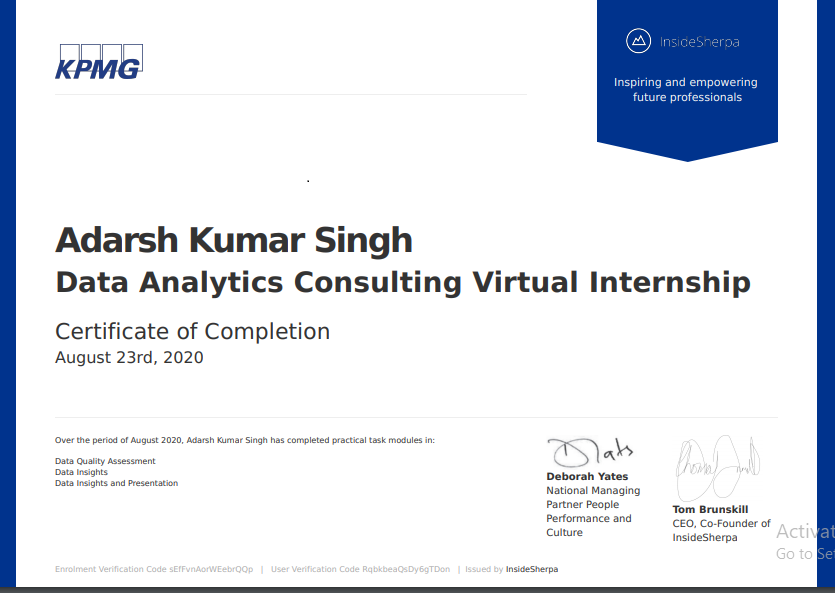 KPMG
InsideSherpa
Inspiring and empowering
future professionals
Adarsh Kumar Singh
Data Analytics Consulting Virtual Internship
Certificate of Completion
August 23rd, 2020
Over the period of August 2020, Adarsh Kumar Singh has completed practical task modules in:
Data Quality Assessment
Data Insights
Data Insights and Presentation
Deborah Yates
National Managing
Partner People
Performance and
Culture
Tom Brunskill
CEO, Co-Founder of
InsideSherpa
Activat
Go to Se
Enrolment Verification Code sEfFvnAorWEebrQQp | User Verification Code RqbkbeaQsDy6gTDon | Issued by InsideSherpa